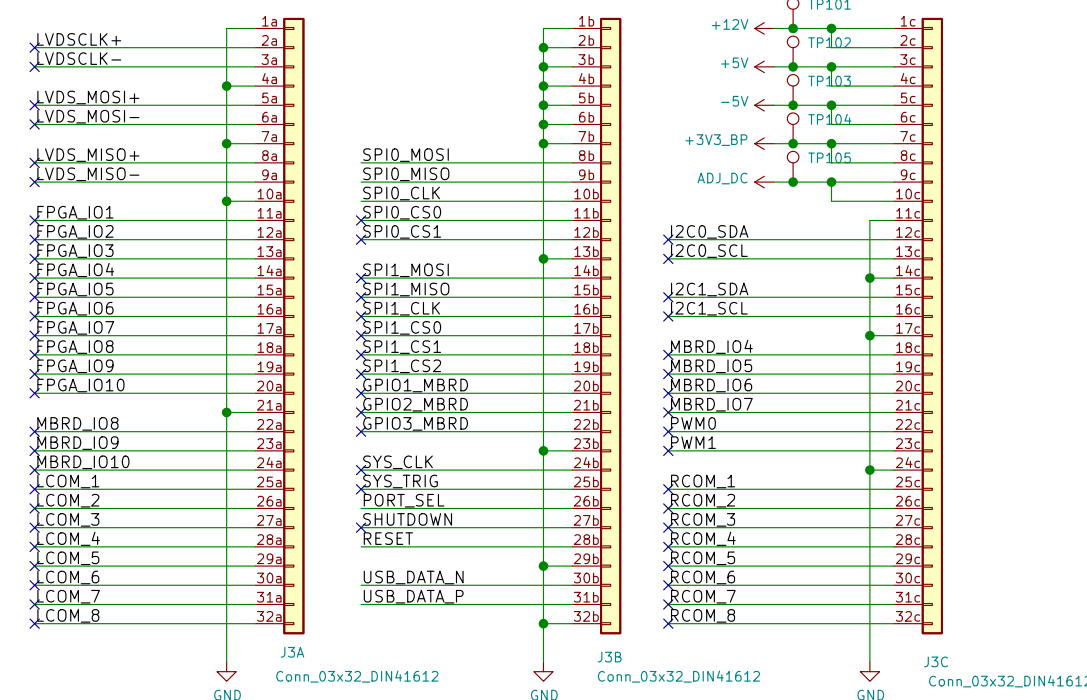 1a
LVDSCLK+ 2a
LVDSCLK- 3a
4a
LVDS_MOSI+ 5a
LVDS_MOSI- 6a
7a
LVDS_MISO+ 8a
LVDS_MISO- 9a
10a
FPGA_IO1 11a
FPGA_IO2 12a
FPGA_IO3 13a
FPGA_IO4 14a
FPGA_IO5 15a
FPGA_IO6 16a
FPGA_IO7 17a
FPGA_IO8 18a
FPGA_IO9 19a
FPGA_IO10 20a
21a
MBRD_IO8 22a
MBRD_IO9 23a
MBRD_IO10 24a
LCOM_1 25a
LCOM_2 26a
LCOM_3 27a
LCOM_4 28a
LCOM_5 29a
LCOM_6 30a
LCOM_7 31a
LCOM_8 32a
J3A
Conn_03x32_DIN41612
GND
1b
2b
3b
4b
5b
6b
7b
SPI0_MOSI 8b
SPI0_MISO 9b
SPI0_CLK 10b
SPI0_CS0 11b
SPI0_CS1 12b
13b
SPI1_MOSI 14b
SPI1_MISO 15b
SPI1_CLK 16b
SPI1_CS0 17b
SPI1_CS1 18b
SPI1_CS2 19b
GPIO1_MBRD 20b
GPIO2_MBRD 21b
GPIO3_MBRD 22b
23b
SYS_CLK 24b
SYS_TRIG 25b
PORT_SEL 26b
SHUTDOWN 27b
RESET 28b
29b
USB_DATA_N 30b
USB_DATA_P 31b
32b
J3B
Conn_03x32_DIN41612
GND
TP101
+12V 1c
TP102 2c
+5V 3c
TP103 4c
-5V 5c
TP104 6c
+3V3_BP 7c
TP105 8c
ADJ_DC 9c
10c
11c
I2C0_SDA 12c
I2C0_SCL 13c
14c
I2C1_SDA 15c
I2C1_SCL 16c
17c
MBRD_IO4 18c
MBRD_IO5 19c
MBRD_IO6 20c
MBRD_IO7 21c
PWM0 22c
PWM1 23c
24c
RCOM_1 25c
RCOM_2 26c
RCOM_3 27c
RCOM_4 28c
RCOM_5 29c
RCOM_6 30c
RCOM_7 31c
RCOM_8 32c
J3C
Conn_03x32_DIN41612
GND